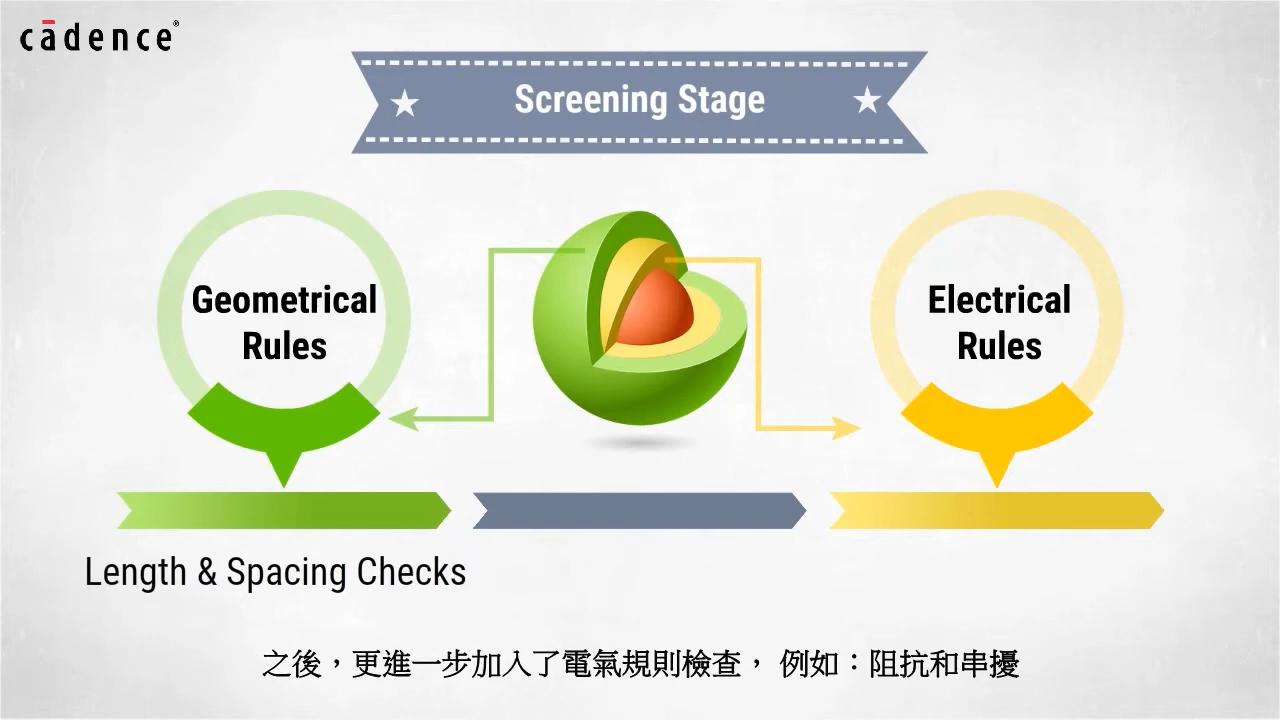 cādence®
Screening Stage
Geometrical
Rules
Electrical
Rules
Length & Spacing Checks
之後，更進一步加入了電氣規則檢查， 例如：阻抗和串擾